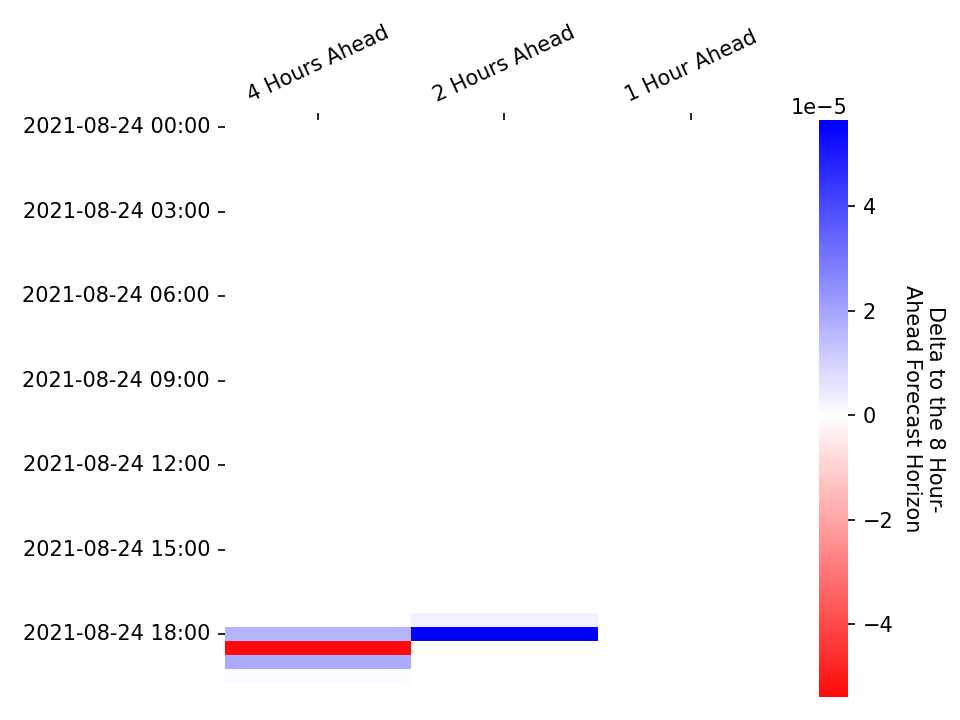 4 Hours Ahead
2 Hours Ahead
1 Hour Ahead
1e−5
2021-08-24 00:00
2021-08-24 03:00
2021-08-24 06:00
2021-08-24 09:00
2021-08-24 12:00
2021-08-24 15:00
2021-08-24 18:00
4
2
0
−2
−4
Delta to the 8 Hour-
Ahead Forecast Horizon